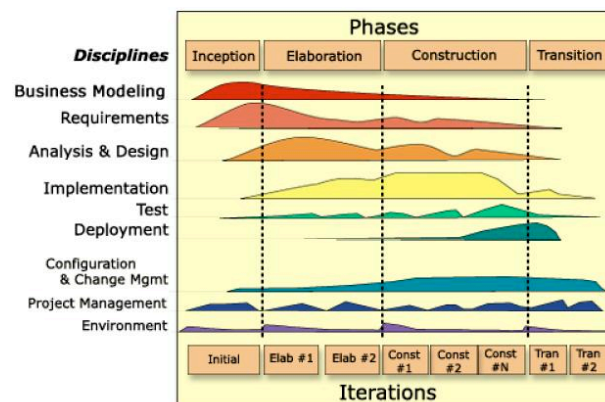 Phases
Disciplines
Inception Elaboration Construction Transition
Business Modeling
Requirements
Analysis & Design
Implementation
Test
Deployment
Configuration
& Change Mgmt
Project Management
Environment
Initial Elab #1 Elab #2 Const #1 Const #2 Const #N Tran #1 Tran #2
Iterations